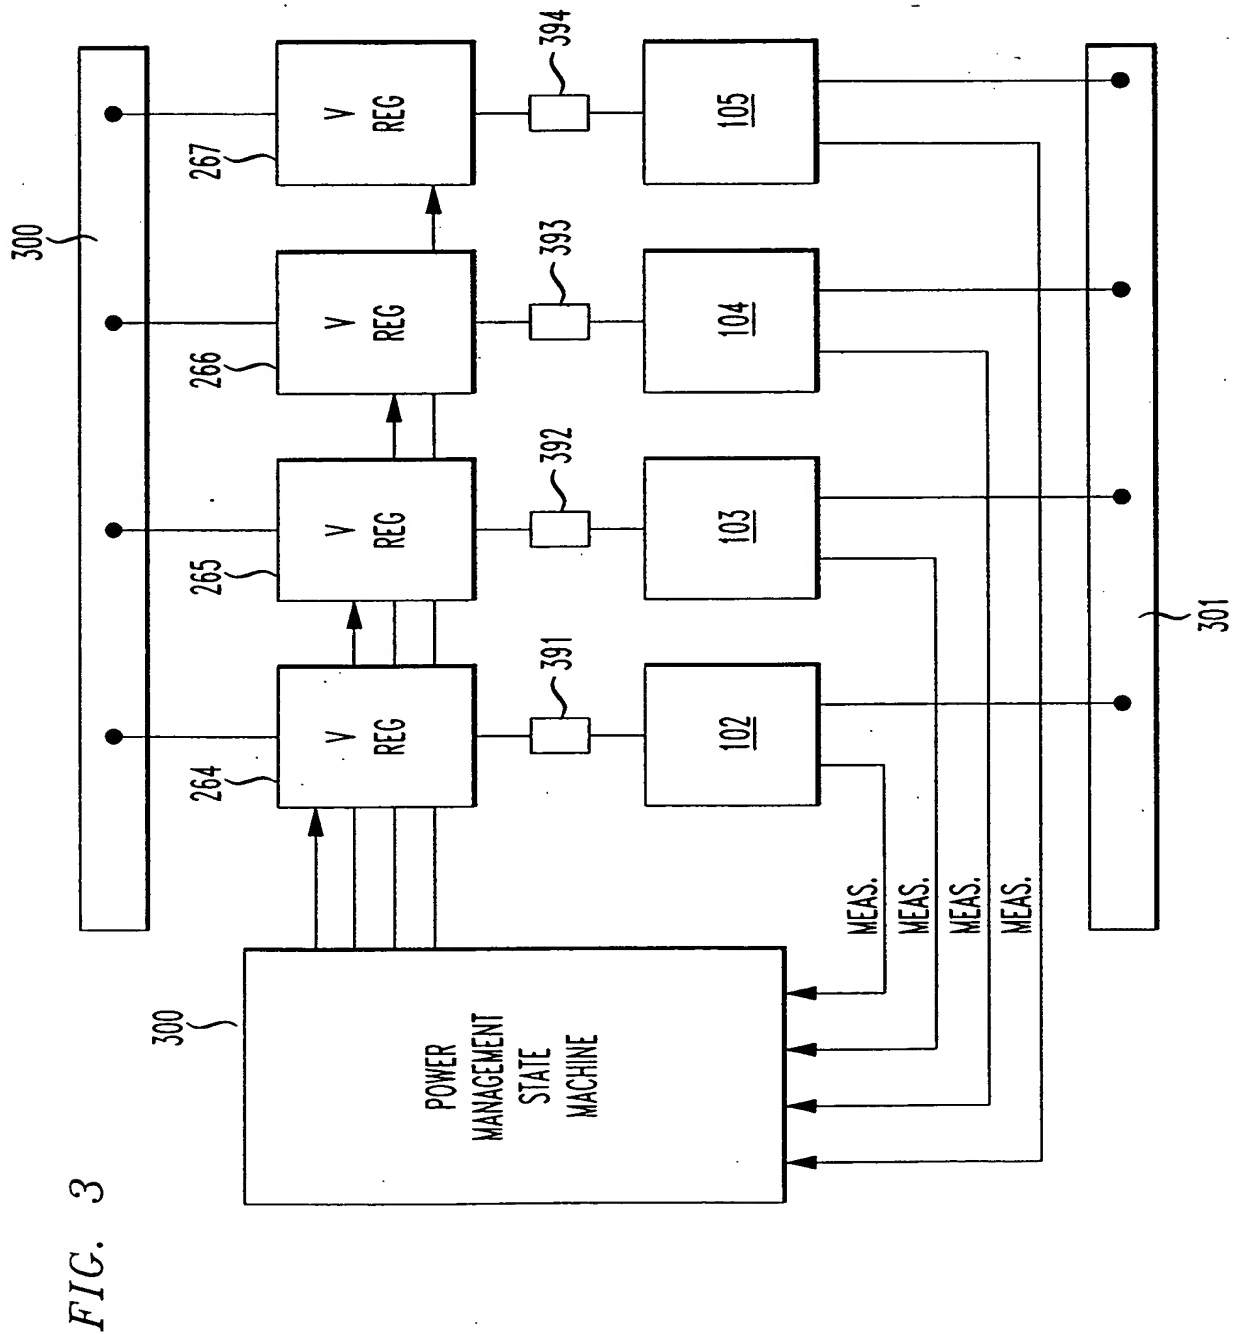 FIG. 3
300
POWER
MANAGEMENT
STATE
MACHINE
300
264
V
REG
265
V
REG
266
V
REG
267
V
REG
391
392
393
394
102
103
104
105
MEAS.
MEAS.
MEAS.
MEAS.
301